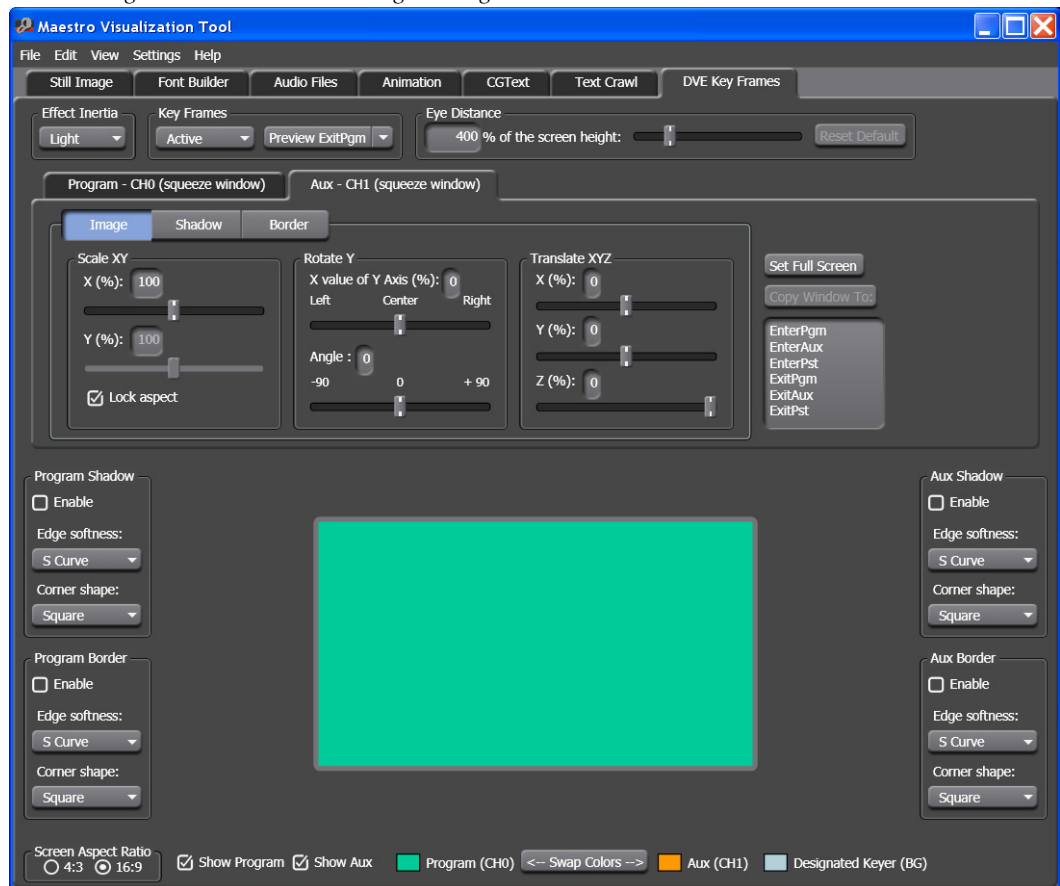 Maestro Visualization Tool
File Edit View Settings Help
Still Image Font Builder Audio Files Animation CGText Text Crawl DVE Key Frames
Effect Inertia Key Frames Eye Distance
Light Active Preview ExitPgm 400 % of the screen height: Reset Default
Program - CH0 (squeeze window) Aux - CH1 (squeeze window)
Image Shadow Border
Scale XY
X (%): 100
Y (%): 100
Lock aspect
Rotate Y
X value of Y Axis (%): 0
Left Center Right
Angle : 0
-90 0 + 90
Translate XYZ
X (%): 0
Y (%): 0
Z (%): 0
Set Full Screen
Copy Window To:
EnterPgm
EnterAux
EnterPst
ExitPgm
ExitAux
ExitPst
Program Shadow
Enable
Edge softness:
S Curve
Corner shape:
Square
Program Border
Enable
Edge softness:
S Curve
Corner shape:
Square
Aux Shadow
Enable
Edge softness:
S Curve
Corner shape:
Square
Aux Border
Enable
Edge softness:
S Curve
Corner shape:
Square
Screen Aspect Ratio
4:3 16:9 Show Program Show Aux Program (CH0) <-- Swap Colors --> Aux (CH1) Designated Keyer (BG)